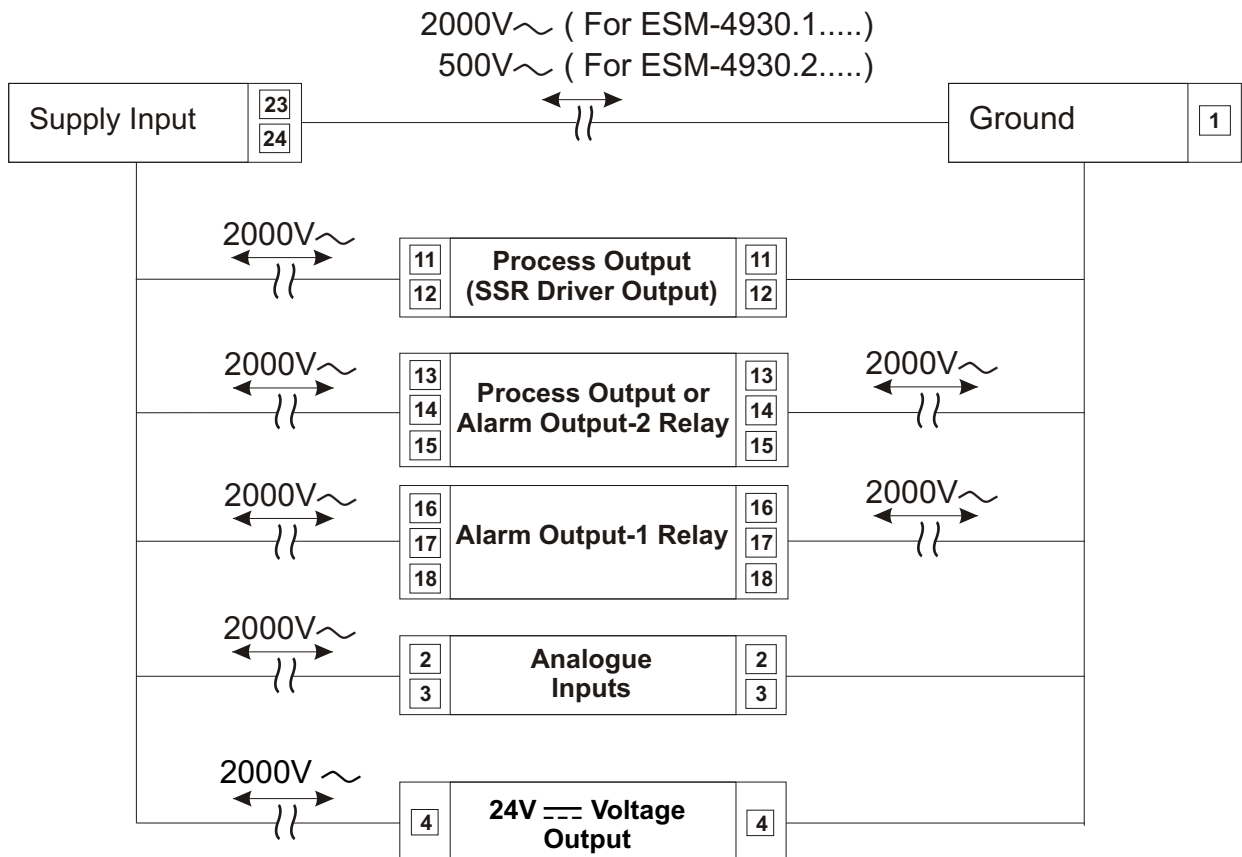 2000V～ ( For ESM-4930.1.....)
500V～ ( For ESM-4930.2.....)
Supply Input
23
24
Ground
1
2000V～
11
12
Process Output
(SSR Driver Output)
11
12
2000V～
13
14
15
Process Output or
Alarm Output-2 Relay
13
14
15
2000V～
2000V～
16
17
18
Alarm Output-1 Relay
16
17
18
2000V～
2000V～
2
3
Analogue
Inputs
2
3
2000V ～
4
24V ⎓ Voltage
Output
4